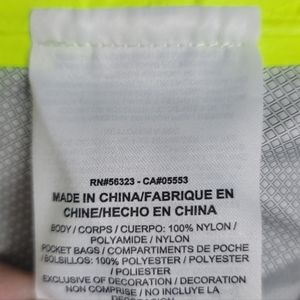 RN#56323 - CA#05553
MADE IN CHINA/FABRIQUE EN
CHINE/HECHO EN CHINA
BODY / CORPS / CUERPO: 100% NYLON /
POLYAMIDE / NYLON
POCKET BAGS / COMPARTIMENTS DE POCHE
/ BOLSILLOS: 100% POLYESTER / POLYESTER
/ POLIESTER
EXCLUSIVE OF DECORATION / DECORATION
NON COMPRISE / NO INCLUYE LA